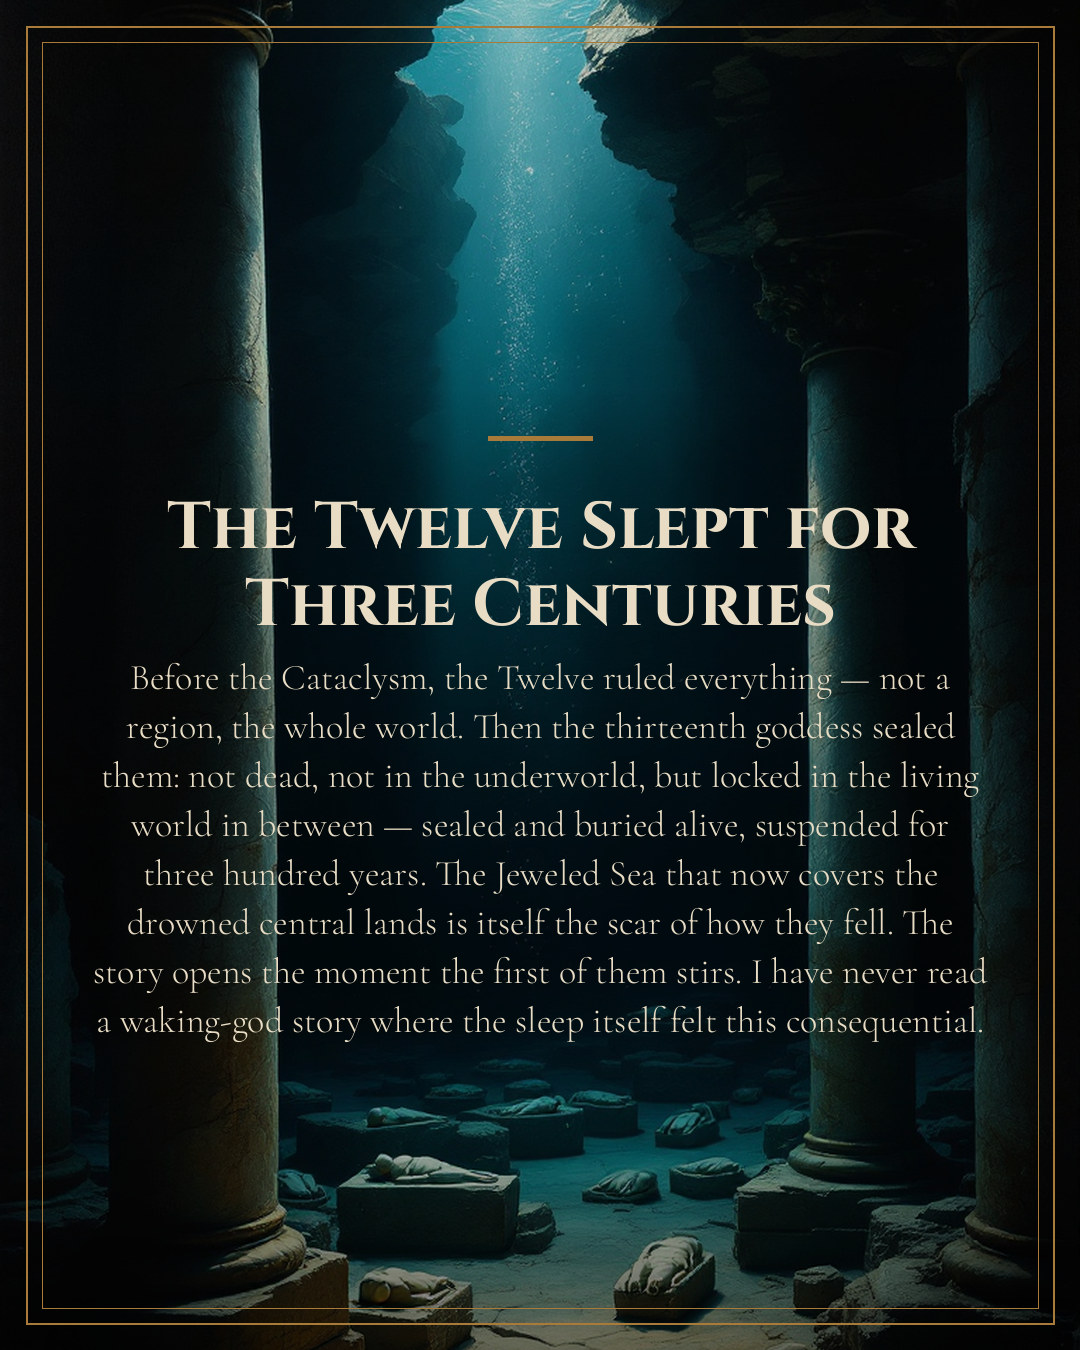 The Twelve Slept for
Three Centuries
Before the Cataclysm, the Twelve ruled everything — not a
region, the whole world. Then the thirteenth goddess sealed
them: not dead, not in the underworld, but locked in the living
world in between — sealed and buried alive, suspended for
three hundred years. The Jeweled Sea that now covers the
drowned central lands is itself the scar of how they fell. The
story opens the moment the first of them stirs. I have never read
a waking-god story where the sleep itself felt this consequential.